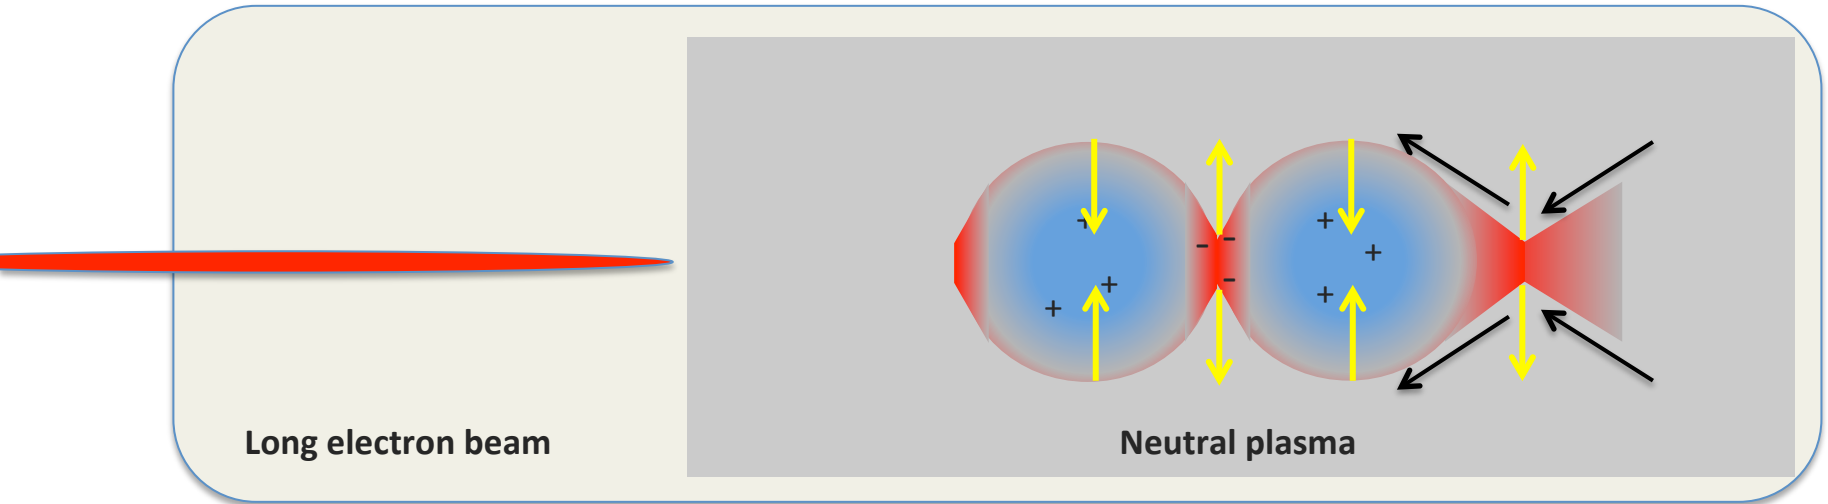 + +
- -
+
+ -
+ +
Long electron beam
Neutral plasma